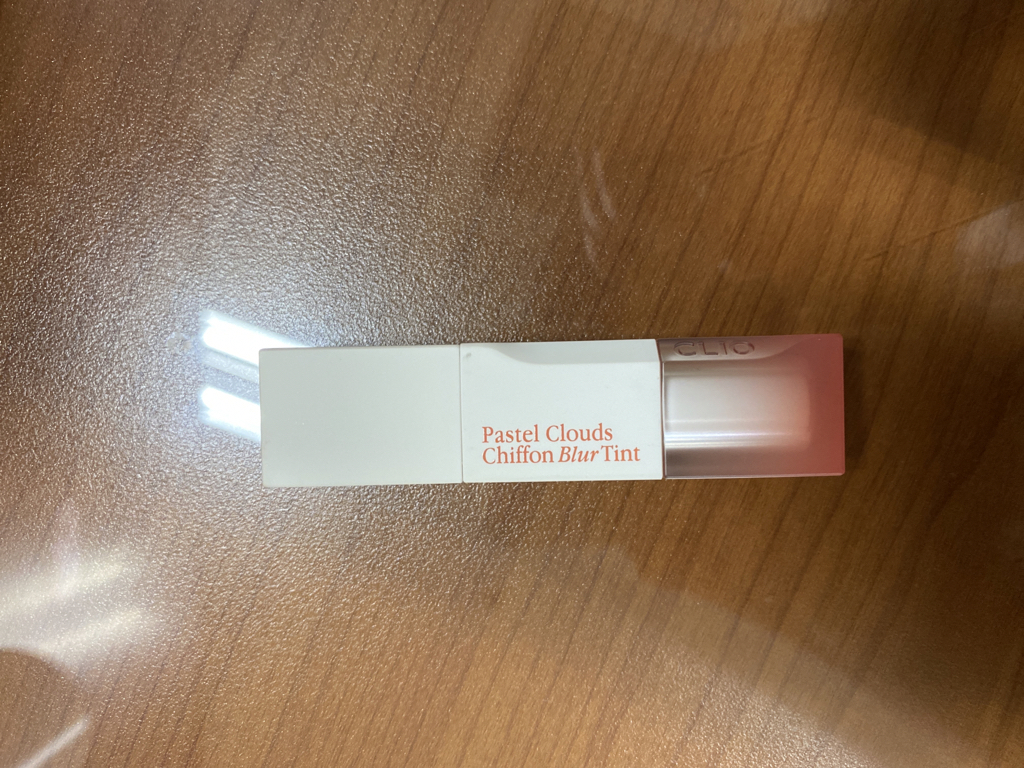 Pastel Clouds
Chiffon Blur Tint
CLIO